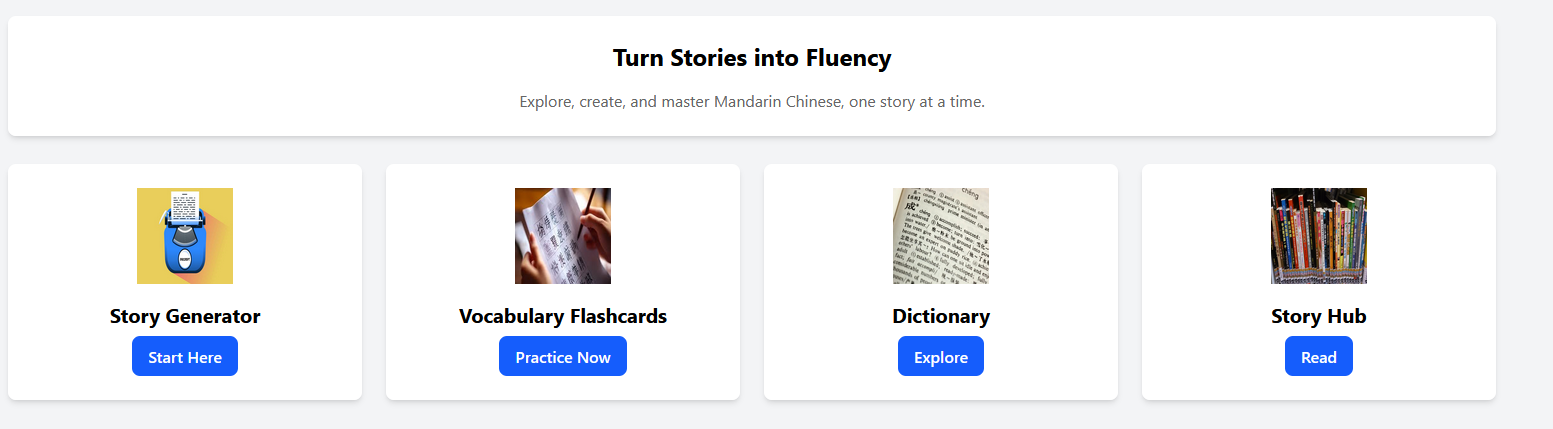 Turn Stories into Fluency
Explore, create, and master Mandarin Chinese, one story at a time.
Story Generator
Start Here
Vocabulary Flashcards
Practice Now
Dictionary
Explore
Story Hub
Read